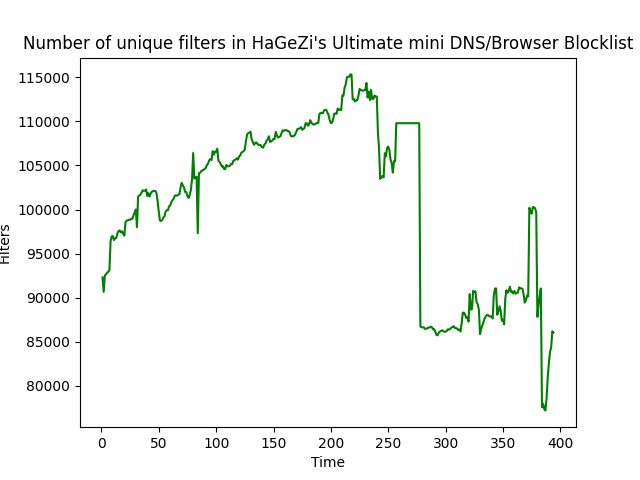 Number of unique filters in HaGeZi's Ultimate mini DNS/Browser Blocklist
115000
110000
105000
100000
95000
90000
85000
80000
Filters
0 50 100 150 200 250 300 350 400
Time